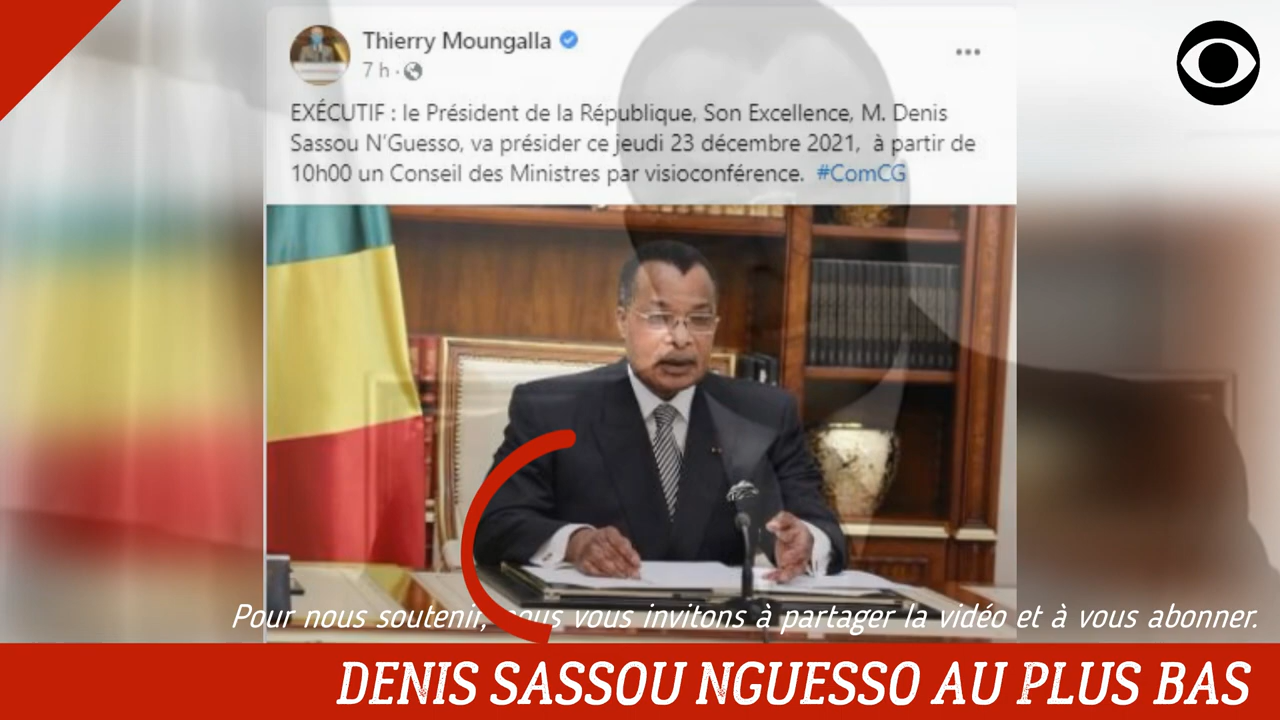 Thierry Moungalla
7 h ·
EXÉCUTIF : le Président de la République, Son Excellence, M. Denis
Sassou N'Guesso, va présider ce jeudi 23 décembre 2021, à partir de
10h00 un Conseil des Ministres par visioconférence. #ComCG
Pour nous soutenir, nous vous invitons à partager la vidéo et à vous abonner.
DENIS SASSOU NGUESSO AU PLUS BAS